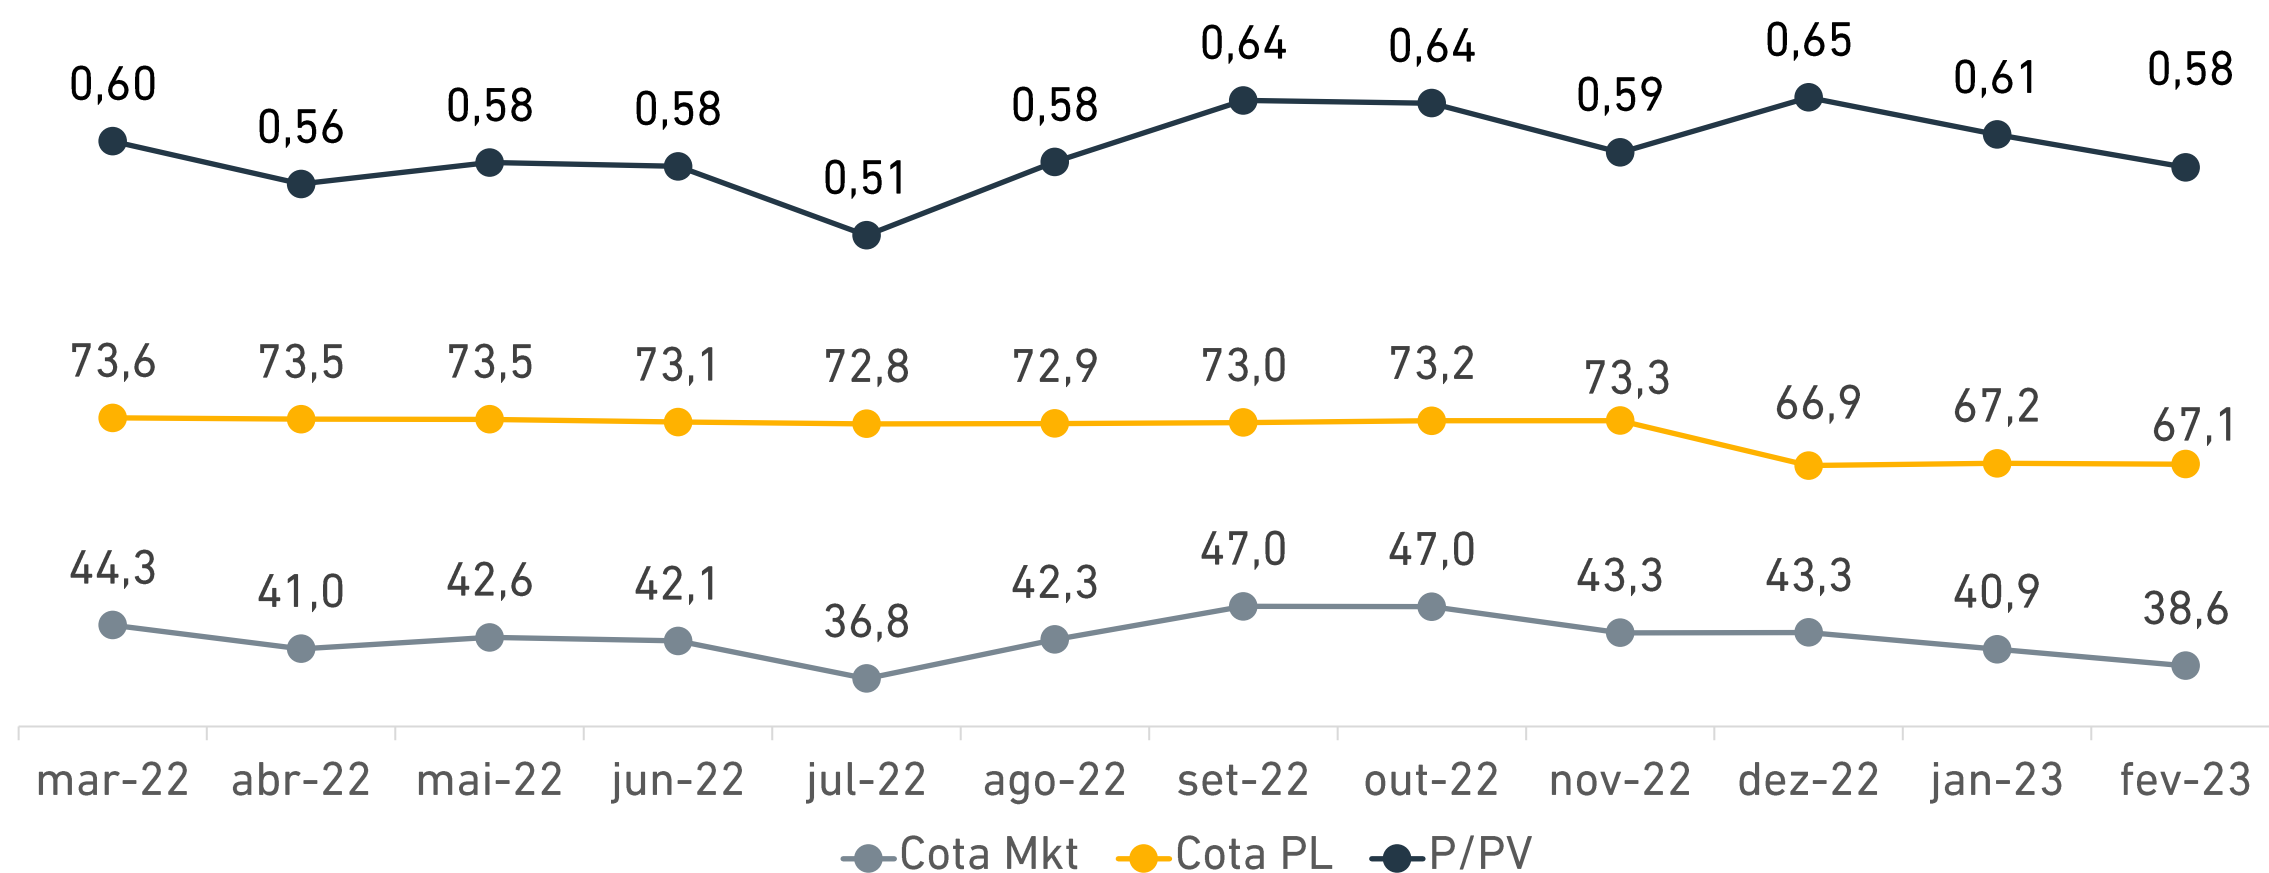 0,60 0,56 0,58 0,58 0,51 0,58 0,64 0,64 0,59 0,65 0,61 0,58
73,6 73,5 73,5 73,1 72,8 72,9 73,0 73,2 73,3 66,9 67,2 67,1
44,3 41,0 42,6 42,1 36,8 42,3 47,0 47,0 43,3 43,3 40,9 38,6
mar-22 abr-22 mai-22 jun-22 jul-22 ago-22 set-22 out-22 nov-22 dez-22 jan-23 fev-23
Cota Mkt Cota PL P/PV